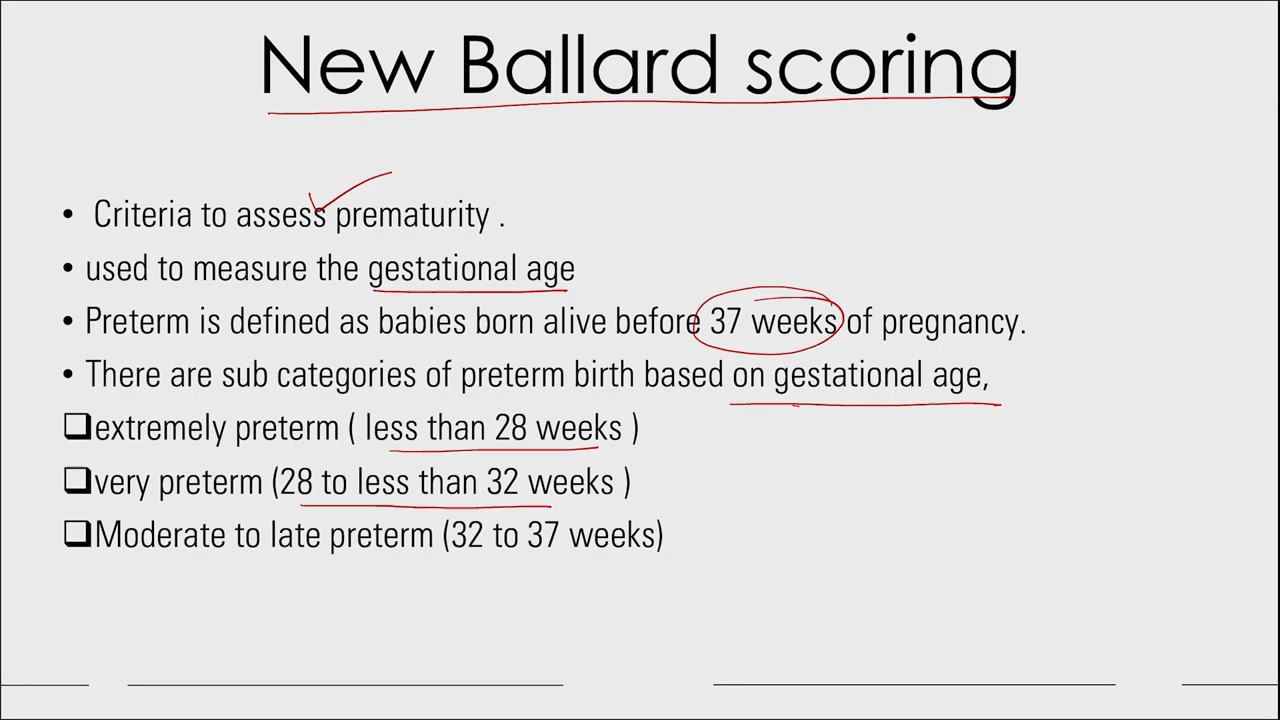 New Ballard scoring
• Criteria to assess prematurity .
• used to measure the gestational age
• Preterm is defined as babies born alive before 37 weeks of pregnancy.
• There are sub categories of preterm birth based on gestational age,
❑extremely preterm ( less than 28 weeks )
❑very preterm (28 to less than 32 weeks )
❑Moderate to late preterm (32 to 37 weeks)